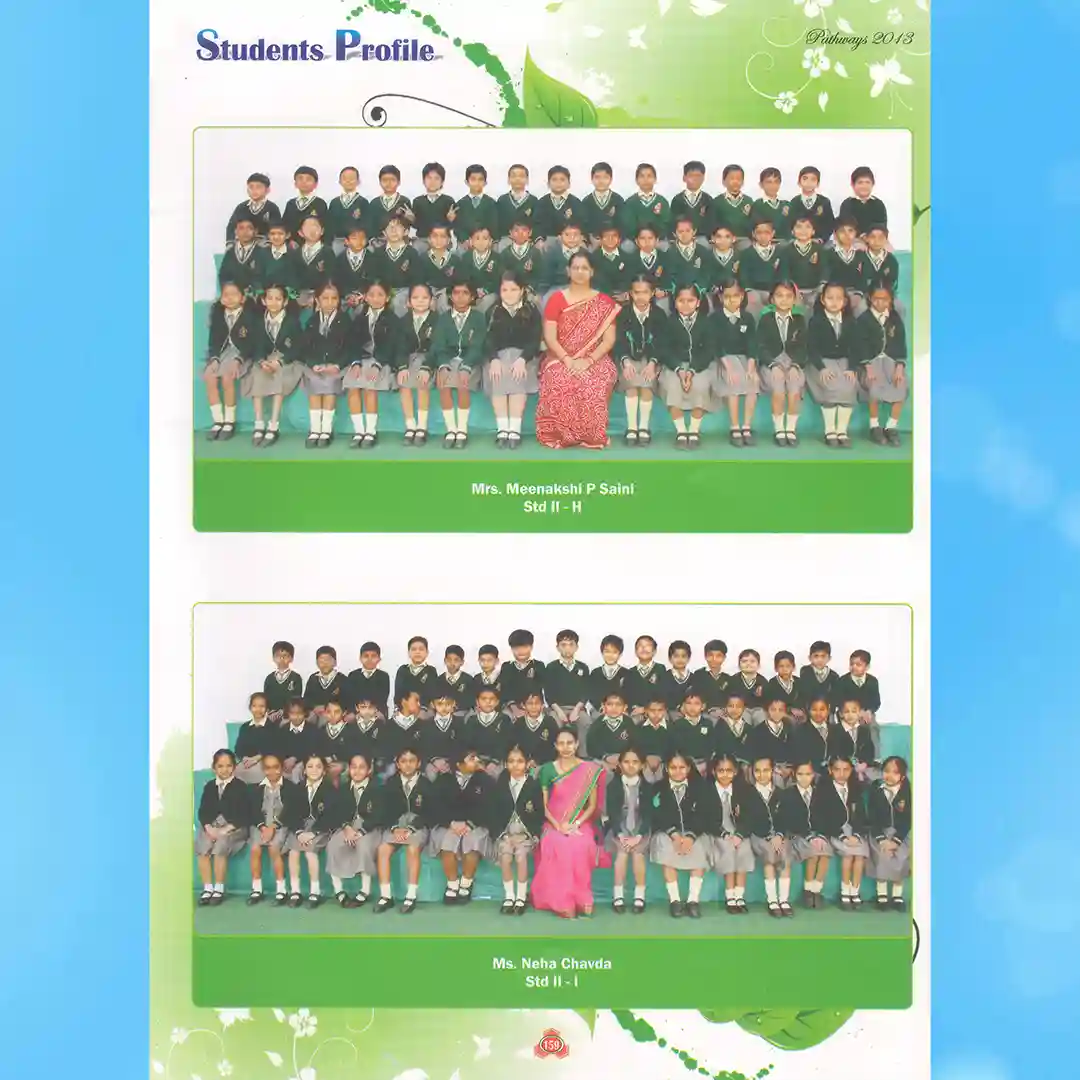 Students Profile
Pathways 2013
Mrs. Meenakshi P Saini
Std II - H
Ms. Neha Chavda
Std II - I
159